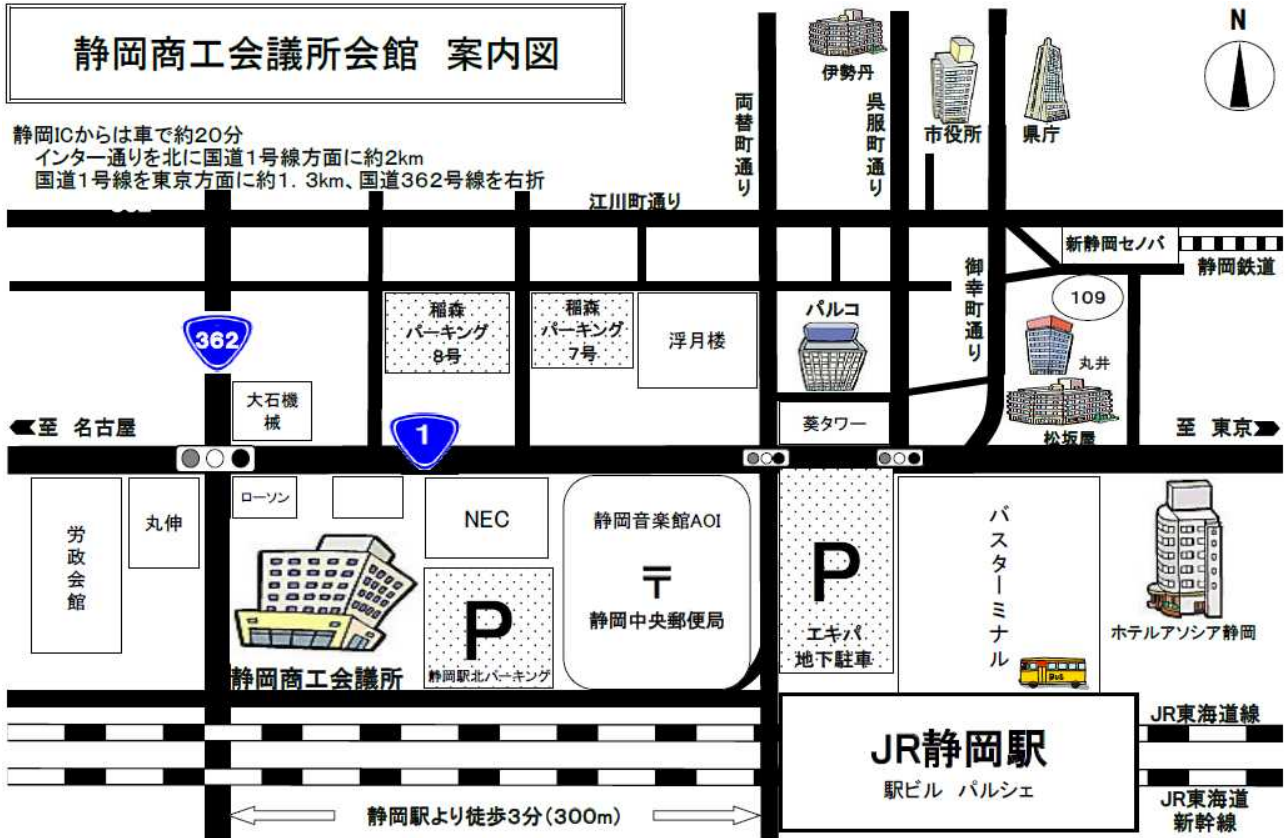 静岡商工会議所会館 案内図
N
静岡ICからは車で約20分
インター通りを北に国道1号線方面に約2km
国道1号線を東京方面に約1.3km、国道362号線を右折
伊勢丹
両替町通り
呉服町通り
市役所
県庁
江川町通り
新静岡セノバ
静岡鉄道
御幸町通り
109
丸井
松坂屋
362
稲森
パーキング
8号
稲森
パーキング
7号
浮月楼
パルコ
大石機
械
1
葵タワー
至 名古屋
至 東京
労政会館
丸伸
ローソン
NEC
静岡音楽館AOI
〒
静岡中央郵便局
P
エキパ
地下駐車
バスターミナル
BUS
ホテルアソシア静岡
静岡商工会議所
P
静岡駅北パーキング
JR静岡駅
駅ビル パルシェ
JR東海道線
JR東海道
新幹線
静岡駅より徒歩3分(300m)